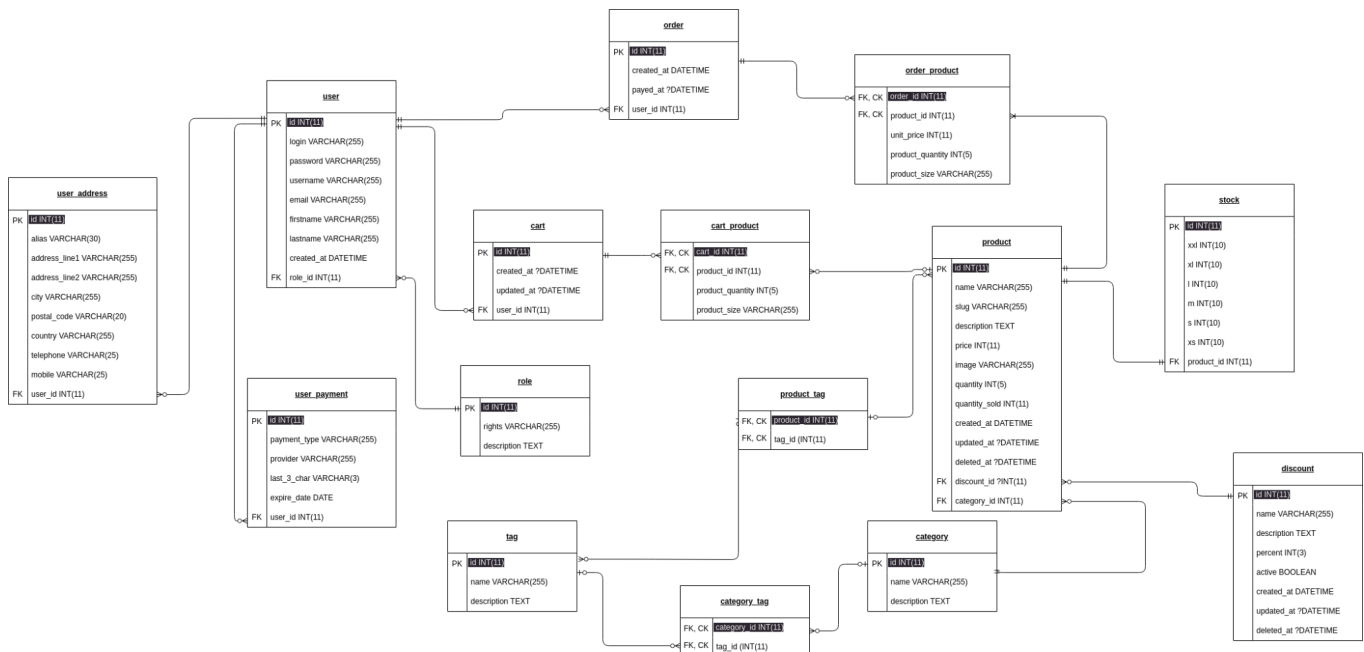 order
PK id INT(11)
created_at DATETIME
payed_at ?DATETIME
FK user_id INT(11)
order_product
FK, CK order_id INT(11)
FK, CK product_id INT(11)
unit_price INT(11)
product_quantity INT(5)
product_size VARCHAR(255)
user
PK id INT(11)
login VARCHAR(255)
password VARCHAR(255)
username VARCHAR(255)
email VARCHAR(255)
firstname VARCHAR(255)
lastname VARCHAR(255)
created_at DATETIME
FK role_id INT(11)
user_address
PK id INT(11)
alias VARCHAR(30)
address_line1 VARCHAR(255)
address_line2 VARCHAR(255)
city VARCHAR(255)
postal_code VARCHAR(20)
country VARCHAR(255)
telephone VARCHAR(25)
mobile VARCHAR(25)
FK user_id INT(11)
cart
PK id INT(11)
created_at ?DATETIME
updated_at ?DATETIME
FK user_id INT(11)
cart_product
FK, CK cart_id INT(11)
FK, CK product_id INT(11)
product_quantity INT(5)
product_size VARCHAR(255)
product
PK id INT(11)
name VARCHAR(255)
slug VARCHAR(255)
description TEXT
price INT(11)
image VARCHAR(255)
quantity INT(5)
quantity_sold INT(11)
created_at DATETIME
updated_at ?DATETIME
deleted_at ?DATETIME
FK discount_id ?INT(11)
FK category_id INT(11)
stock
PK id INT(11)
xxl INT(10)
xl INT(10)
l INT(10)
m INT(10)
s INT(10)
xs INT(10)
FK product_id INT(11)
user_payment
PK id INT(11)
payment_type VARCHAR(255)
provider VARCHAR(255)
last_3_char VARCHAR(3)
expire_date DATE
FK user_id INT(11)
role
PK id INT(11)
rights VARCHAR(255)
description TEXT
product_tag
FK, CK product_id INT(11)
FK, CK tag_id (INT(11)
discount
PK id INT(11)
name VARCHAR(255)
description TEXT
percent INT(3)
active BOOLEAN
created_at DATETIME
updated_at ?DATETIME
deleted_at ?DATETIME
tag
PK id INT(11)
name VARCHAR(255)
description TEXT
category
PK id INT(11)
name VARCHAR(255)
description TEXT
category_tag
FK, CK category_id INT(11)
FK, CK tag_id (INT(11)